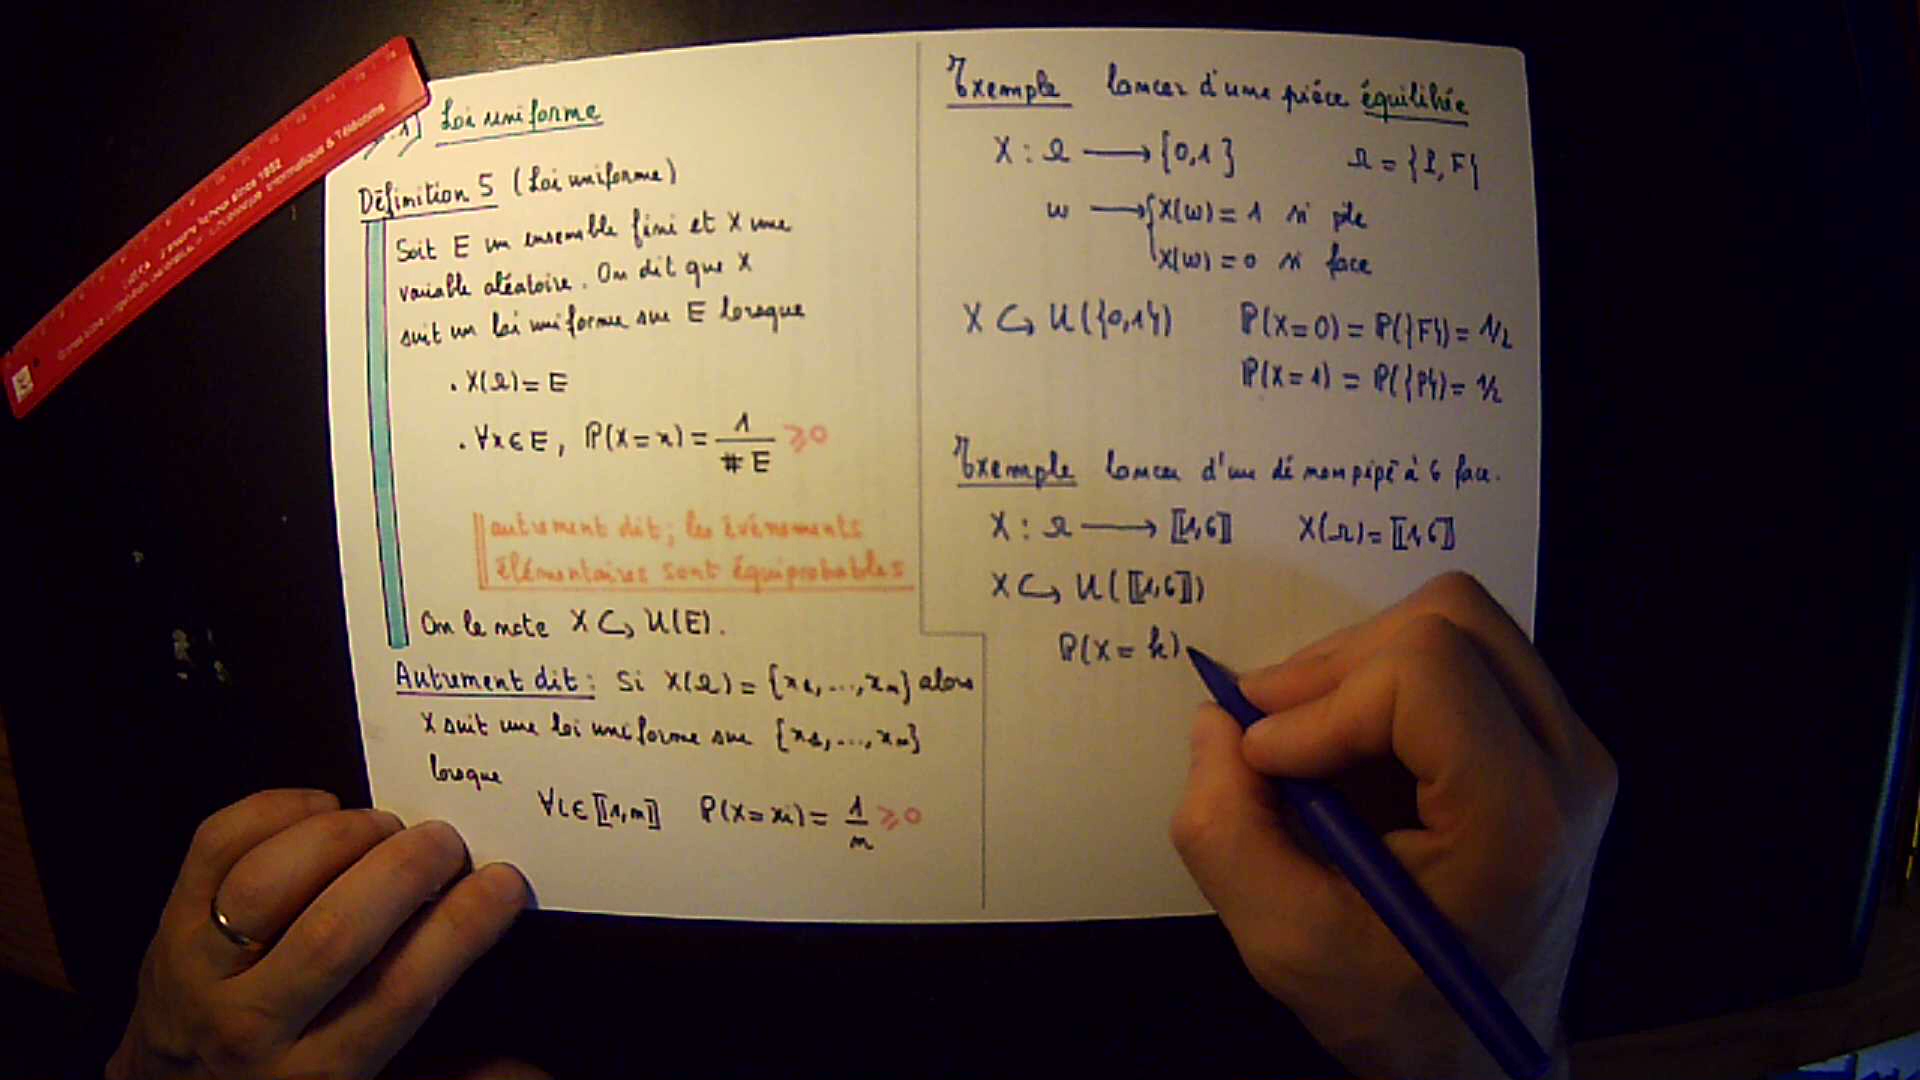 .1) Loi uniforme
Définition 5 (Loi uniforme)
Soit E un ensemble fini et X une
variable aléatoire. On dit que X
suit un loi uniforme sur E lorsque
. X(Ω) = E
. ∀x ∈ E, P(X = x) = 1 / # E ≥ 0
autrement dit ; les évènements
élémentaires sont équiprobables
On le note X ↪ U(E).
Autrement dit : Si X(Ω) = {x1, ..., xn} alors
X suit une loi uniforme sur {x1, ..., xn}
lorsque
∀i ∈ ⟦1, n⟧ P(X = xi) = 1 / n ≥ 0
Exemple lancer d'une pièce équilibrée
X : Ω ⟶ {0,1} Ω = {P, F}
w ⟶ { X(w) = 1 si pile
X(w) = 0 si face
X ↪ U({0,1}) P(X = 0) = P({F}) = 1/2
P(X = 1) = P({P}) = 1/2
Exemple lancer d'un dé non pipé à 6 face.
X : Ω ⟶ ⟦1,6⟧ X(Ω) = ⟦1,6⟧
X ↪ U(⟦1,6⟧)
P(X = k)